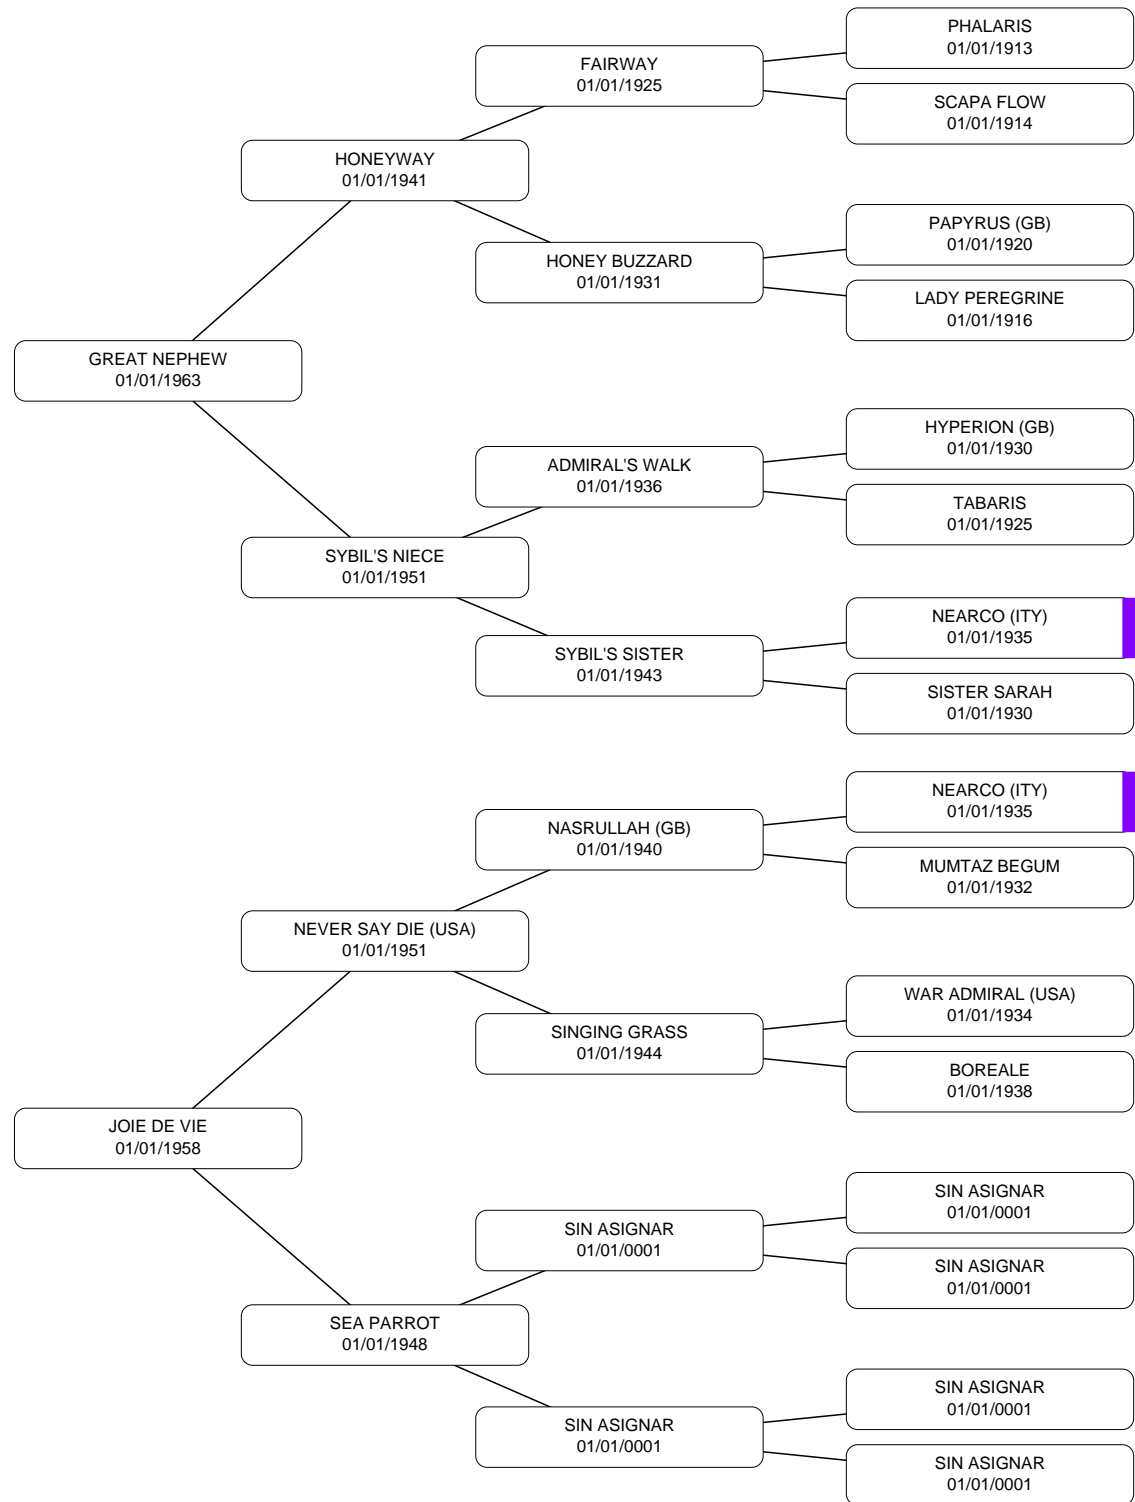 PHALARIS
01/01/1913
FAIRWAY
01/01/1925
SCAPA FLOW
01/01/1914
HONEYWAY
01/01/1941
PAPYRUS (GB)
01/01/1920
HONEY BUZZARD
01/01/1931
LADY PEREGRINE
01/01/1916
GREAT NEPHEW
01/01/1963
HYPERION (GB)
01/01/1930
ADMIRAL'S WALK
01/01/1936
TABARIS
01/01/1925
SYBIL'S NIECE
01/01/1951
NEARCO (ITY)
01/01/1935
SYBIL'S SISTER
01/01/1943
SISTER SARAH
01/01/1930
NEARCO (ITY)
01/01/1935
NASRULLAH (GB)
01/01/1940
MUMTAZ BEGUM
01/01/1932
NEVER SAY DIE (USA)
01/01/1951
WAR ADMIRAL (USA)
01/01/1934
SINGING GRASS
01/01/1944
BOREALE
01/01/1938
JOIE DE VIE
01/01/1958
SIN ASIGNAR
01/01/0001
SIN ASIGNAR
01/01/0001
SIN ASIGNAR
01/01/0001
SEA PARROT
01/01/1948
SIN ASIGNAR
01/01/0001
SIN ASIGNAR
01/01/0001
SIN ASIGNAR
01/01/0001